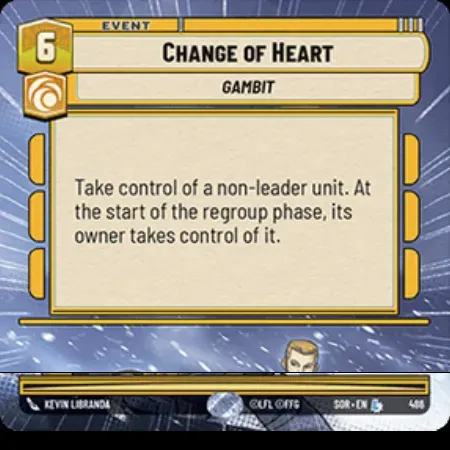 EVENT
6
CHANGE OF HEART
GAMBIT
Take control of a non-leader unit. At
the start of the regroup phase, its
owner takes control of it.
KEVIN LIBRANDA
©LFL ©FFG
SOR • EN
486